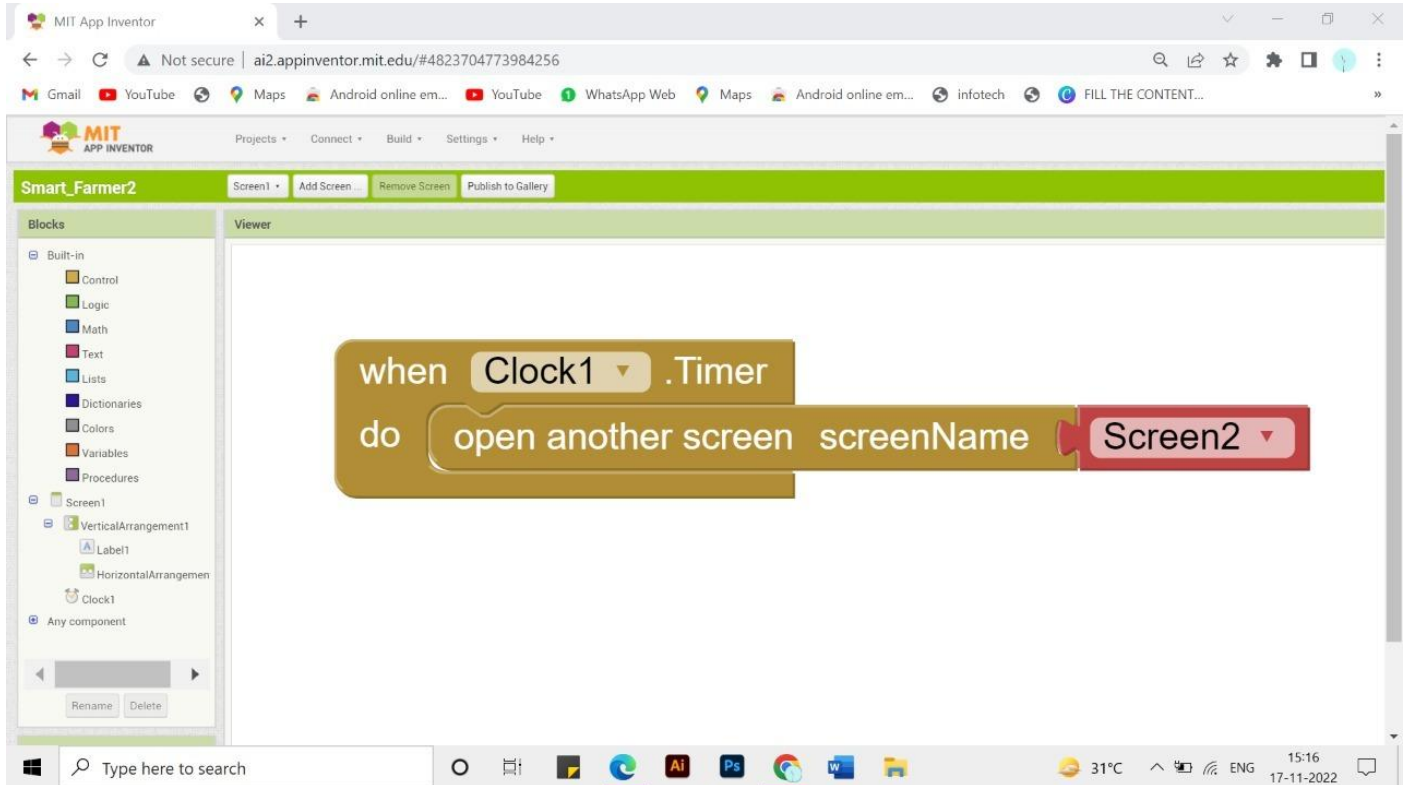 MIT App Inventor
Not secure | ai2.appinventor.mit.edu/#4823704773984256
Gmail YouTube Maps Android online em... YouTube WhatsApp Web Maps Android online em... infotech FILL THE CONTENT... »
MIT
APP INVENTOR
Projects Connect Build Settings Help
Smart_Farmer2 Screen1 Add Screen ... Remove Screen Publish to Gallery
Blocks Viewer
Built-in
Control
Logic
Math
Text
Lists
Dictionaries
Colors
Variables
Procedures
Screen1
VerticalArrangement1
A Label1
HorizontalArrangemen
Clock1
Any component
Rename Delete
when Clock1 .Timer
do open another screen screenName Screen2
Type here to search Ai Ps W 31°C ENG 15:16
17-11-2022